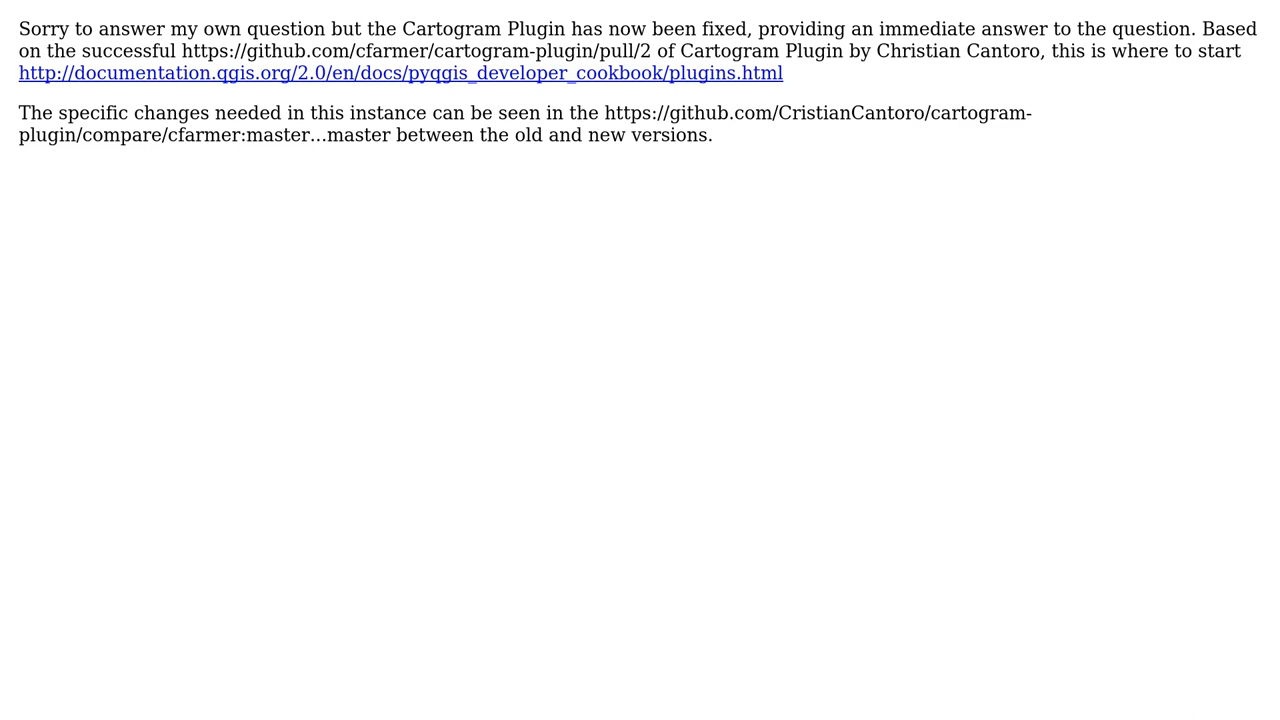 Sorry to answer my own question but the Cartogram Plugin has now been fixed, providing an immediate answer to the question. Based
on the successful https://github.com/cfarmer/cartogram-plugin/pull/2 of Cartogram Plugin by Christian Cantoro, this is where to start
http://documentation.qgis.org/2.0/en/docs/pyqgis_developer_cookbook/plugins.html
The specific changes needed in this instance can be seen in the https://github.com/CristianCantoro/cartogram-
plugin/compare/cfarmer:master...master between the old and new versions.